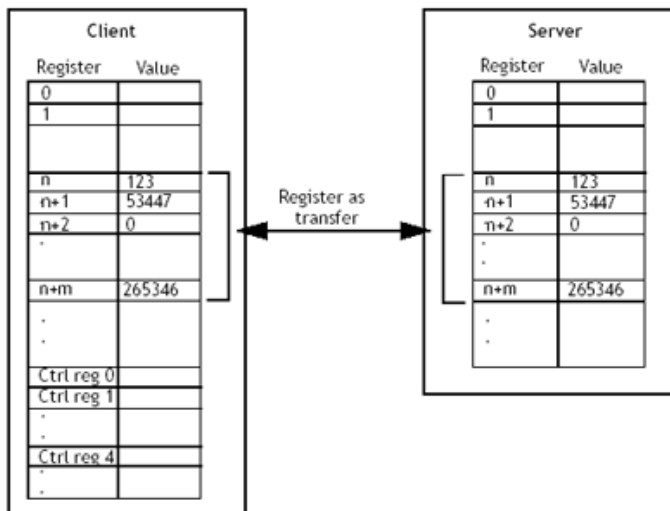 Client
Register Value
0
1
n 123
n+1 53447
n+2 0
.
n+m 265346
.
.
Ctrl reg 0
Ctrl reg 1
.
.
Ctrl reg 4
.
.
Register as
transfer
Server
Register Value
0
1
n 123
n+1 53447
n+2 0
.
.
n+m 265346
.
.